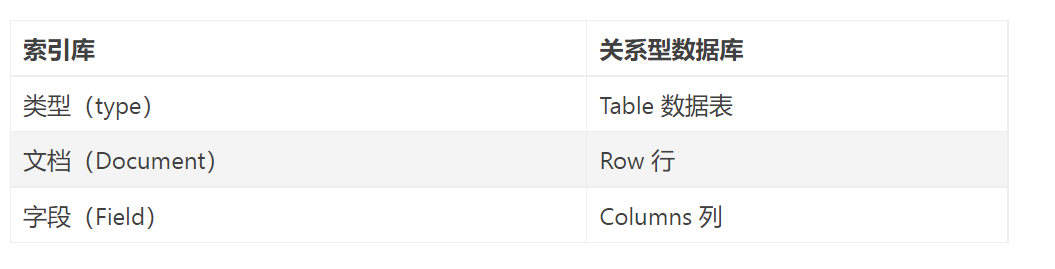 索引库 关系型数据库
类型（type） Table 数据表
文档（Document） Row 行
字段（Field） Columns 列